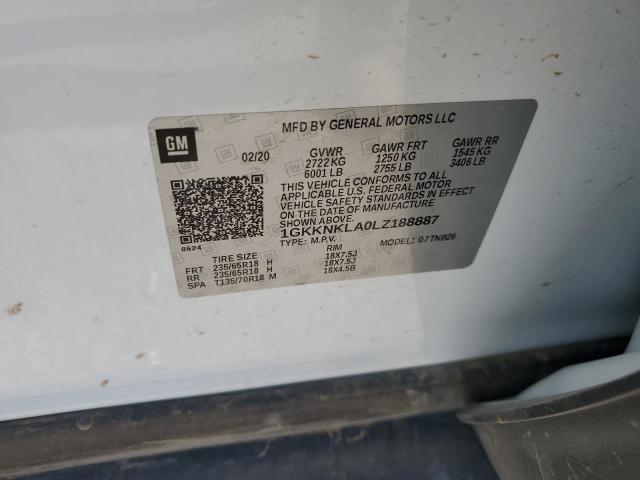 GM
MFD BY GENERAL MOTORS LLC
02/20
GVWR GAWR FRT GAWR RR
2722 KG 1250 KG 1545 KG
6001 LB 2755 LB 3406 LB
THIS VEHICLE CONFORMS TO ALL
APPLICABLE U.S. FEDERAL MOTOR
VEHICLE SAFETY STANDARDS IN EFFECT
ON THE DATE OF MANUFACTURE SHOWN ABOVE.
1GKKNKLA0LZ188887
TYPE: M.P.V. MODEL: 07TNB26
8624
TIRE SIZE RIM
FRT 235/65R18 H 18X7.5J
RR 235/65R18 H 18X7.5J
SPA T135/70R18 M 18X4.5B